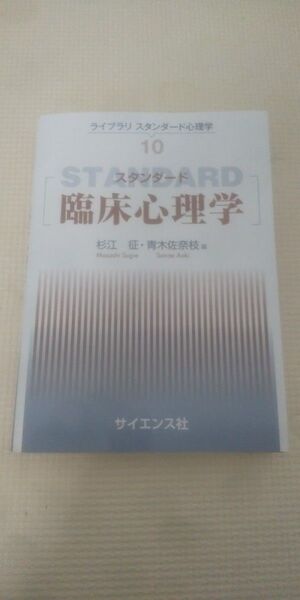 ライブラリ スタンダード心理学
10
STANDARD
スタンダード
臨床心理学
杉江 征・青木佐奈枝 編
Masashi Sugie Sanae Aoki
サイエンス社